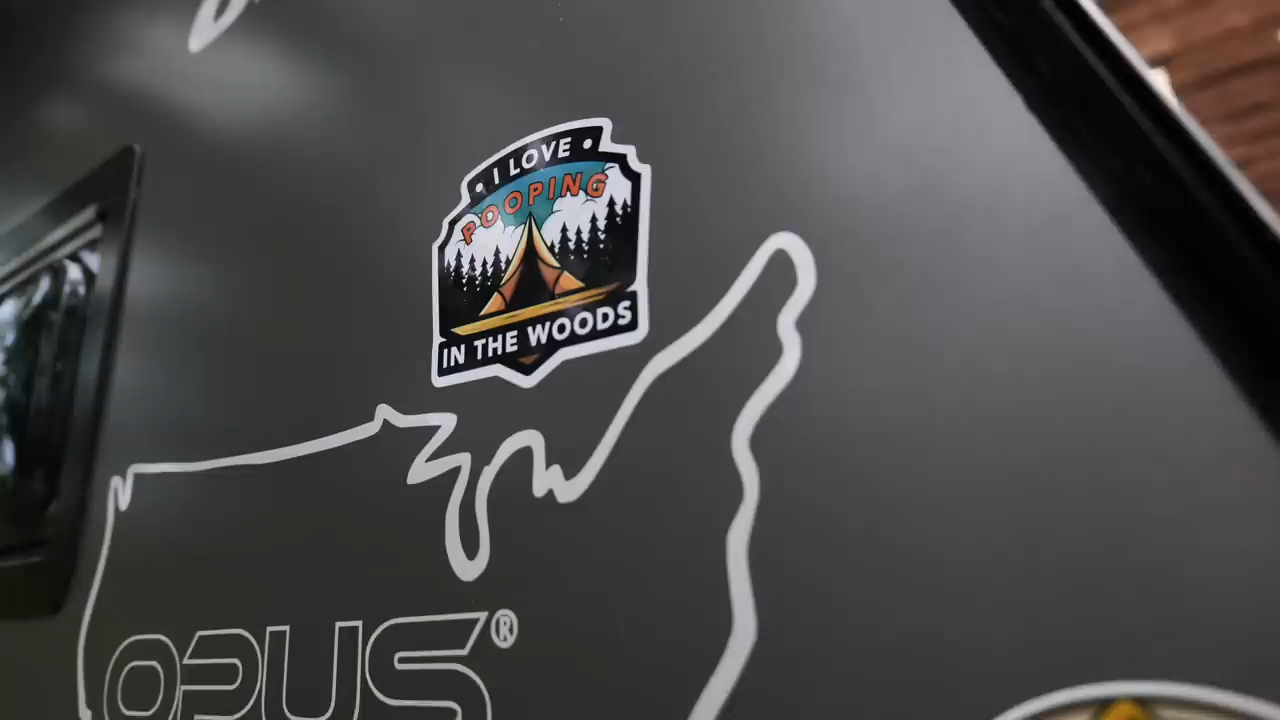 • I LOVE •
POOPING
IN THE WOODS
OPUS®